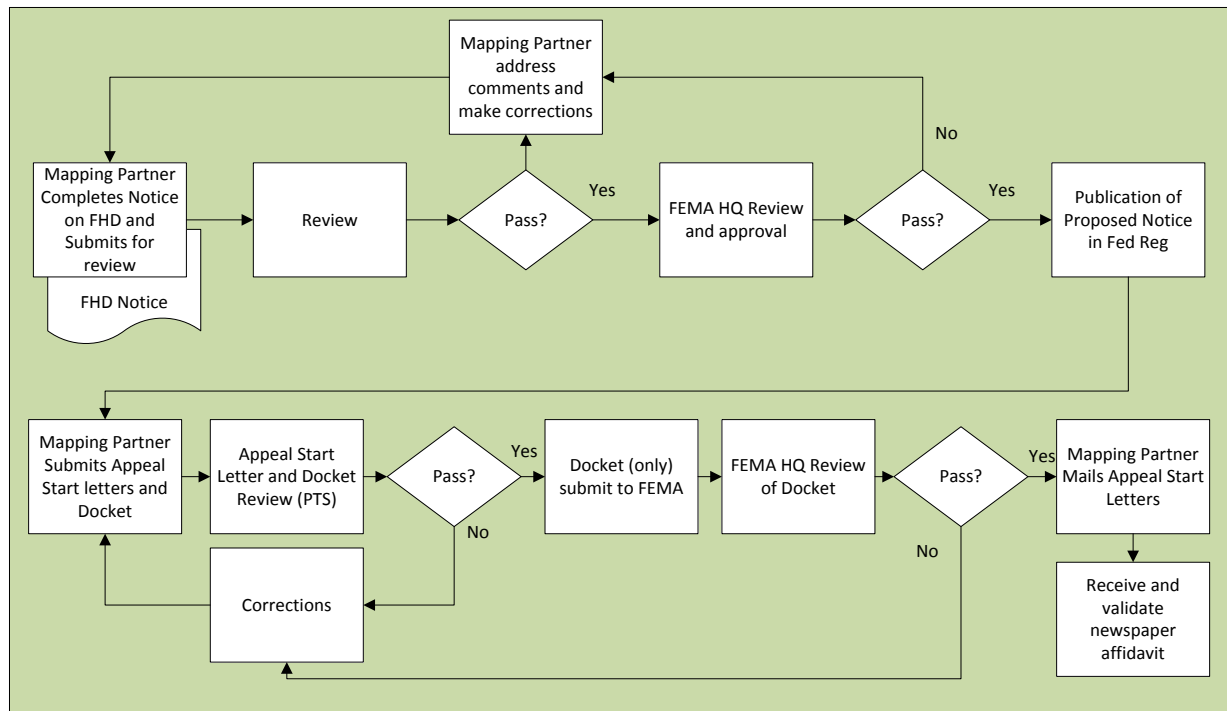 Mapping Partner
address
comments and
make corrections
No
Mapping Partner
Completes Notice
on FHD and
Submits for
review
FHD Notice
Review
Pass?
Yes
FEMA HQ Review
and approval
Pass?
Yes
Publication of
Proposed Notice
in Fed Reg
Mapping Partner
Submits Appeal
Start letters and
Docket
Appeal Start
Letter and Docket
Review (PTS)
Pass?
Yes
No
Docket (only)
submit to FEMA
FEMA HQ Review
of Docket
Pass?
Yes
No
Mapping Partner
Mails Appeal Start
Letters
Corrections
Receive and
validate
newspaper
affidavit